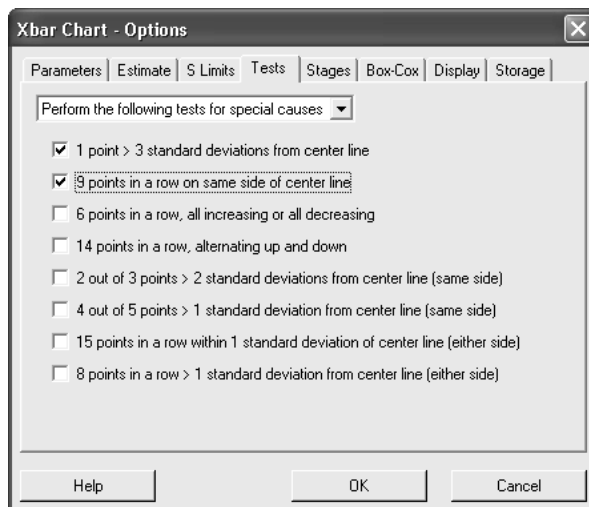 Xbar Chart - Options
Parameters Estimate S Limits Tests Stages Box-Cox Display Storage
Perform the following tests for special causes
1 point > 3 standard deviations from center line
9 points in a row on same side of center line
6 points in a row, all increasing or all decreasing
14 points in a row, alternating up and down
2 out of 3 points > 2 standard deviations from center line (same side)
4 out of 5 points > 1 standard deviation from center line (same side)
15 points in a row within 1 standard deviation of center line (either side)
8 points in a row > 1 standard deviation from center line (either side)
Help OK Cancel